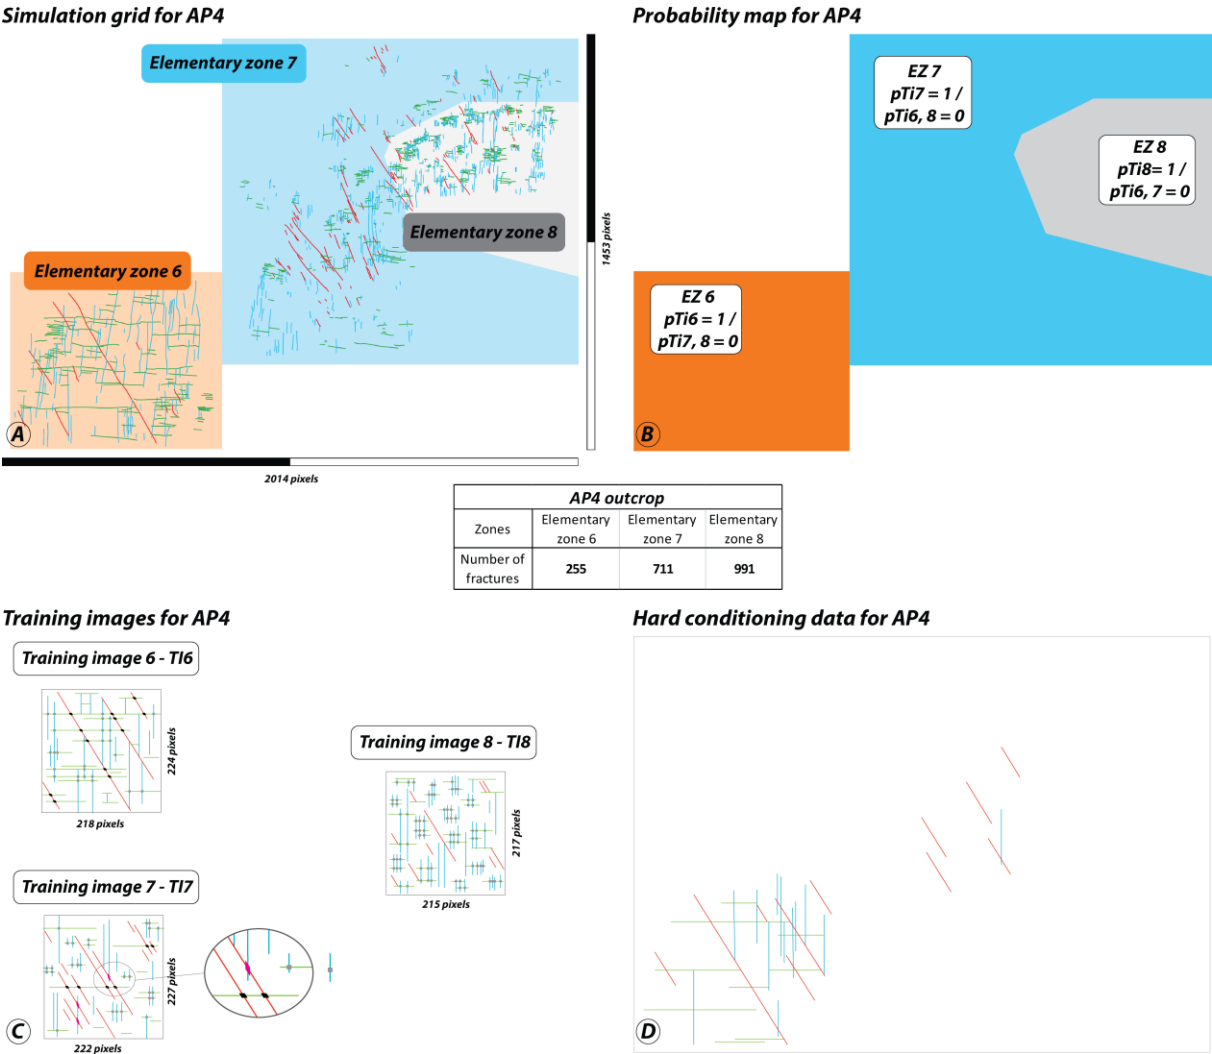 Simulation grid for AP4
Elementary zone 7
Elementary zone 8
Elementary zone 6
A
1453 pixels
2014 pixels
Probability map for AP4
EZ 7
pTi7 = 1 /
pTi6, 8 = 0
EZ 8
pTi8= 1 /
pTi6, 7 = 0
EZ 6
pTi6 = 1 /
pTi7, 8 = 0
B
AP4 outcrop
Zones
Elementary
zone 6
Elementary
zone 7
Elementary
zone 8
Number of
fractures
255
711
991
Training images for AP4
Training image 6 - TI6
224 pixels
218 pixels
Training image 8 - TI8
217 pixels
215 pixels
Training image 7 - TI7
227 pixels
222 pixels
C
Hard conditioning data for AP4
D